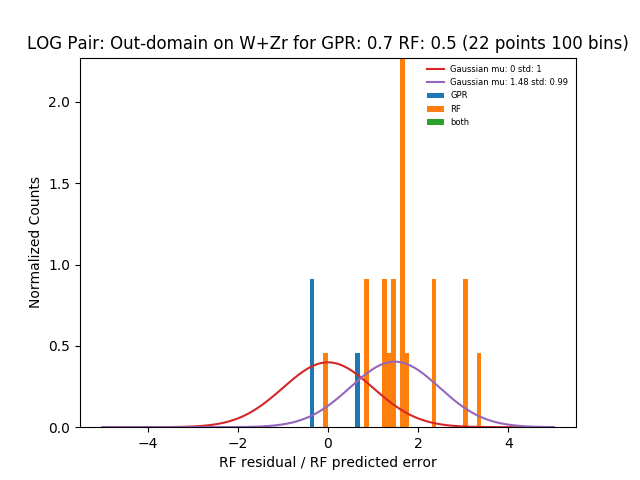 LOG Pair: Out-domain on W+Zr for GPR: 0.7 RF: 0.5 (22 points 100 bins)
Gaussian mu: 0 std: 1
Gaussian mu: 1.48 std: 0.99
GPR
RF
both
Normalized Counts
2.0
1.5
1.0
0.5
0.0
−4 −2 0 2 4
RF residual / RF predicted error